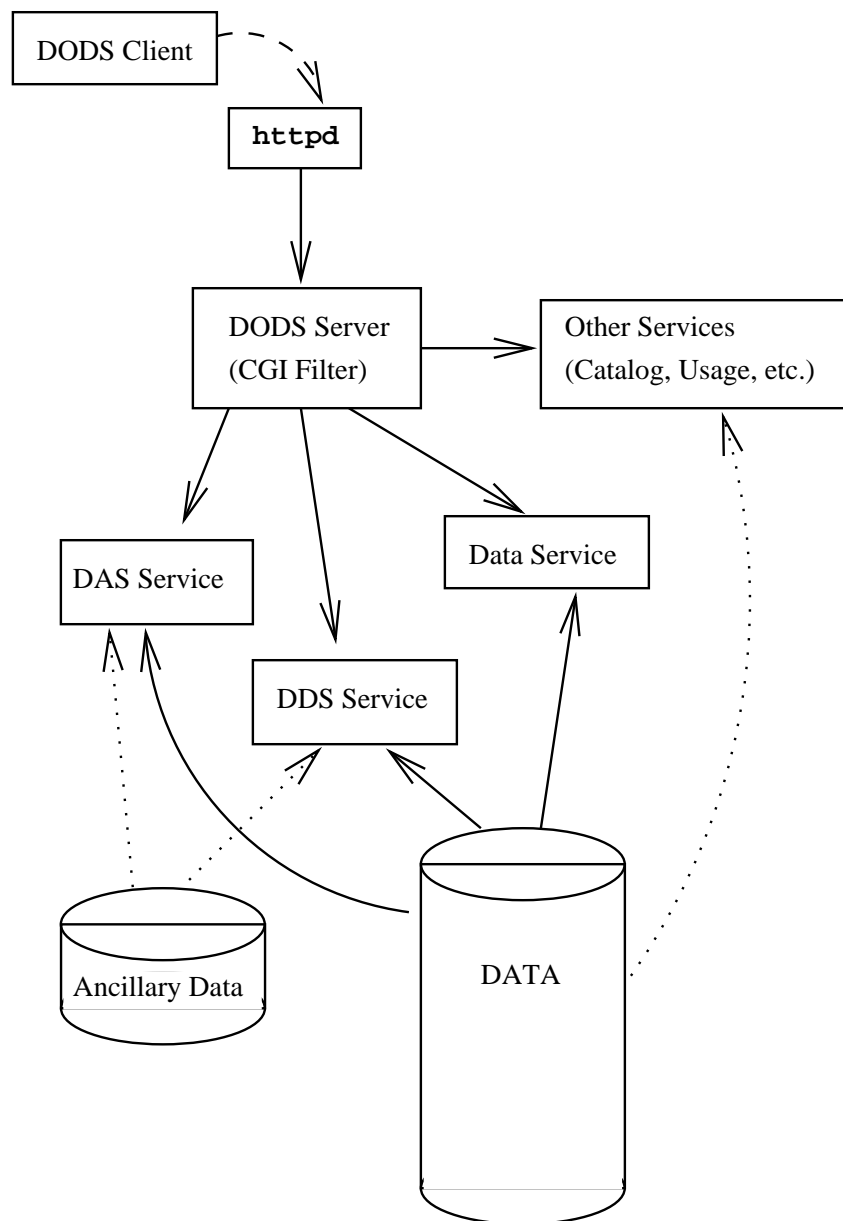 DODS Client
httpd
DODS Server
(CGI Filter)
Other Services
(Catalog, Usage, etc.)
DAS Service
Data Service
DDS Service
Ancillary Data
DATA